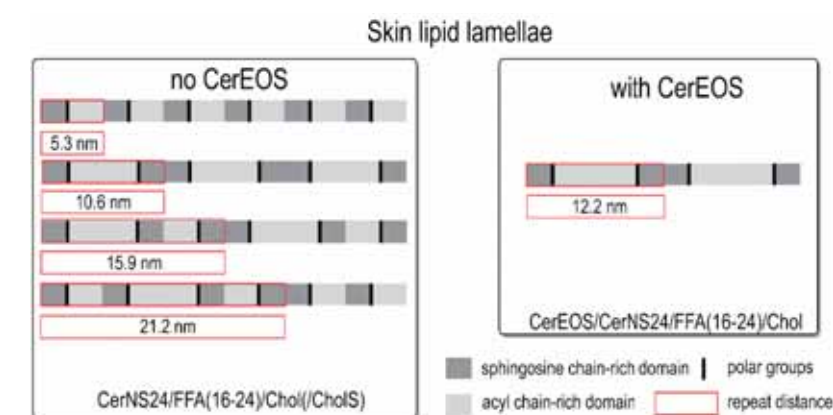 Skin lipid lamellae
no CerEOS
5.3 nm
10.6 nm
15.9 nm
21.2 nm
CerNS24/FFA(16-24)/Chol(/CholS)
with CerEOS
12.2 nm
CerEOS/CerNS24/FFA(16-24)/Chol
sphingosine chain-rich domain
polar groups
acyl chain-rich domain
repeat distance